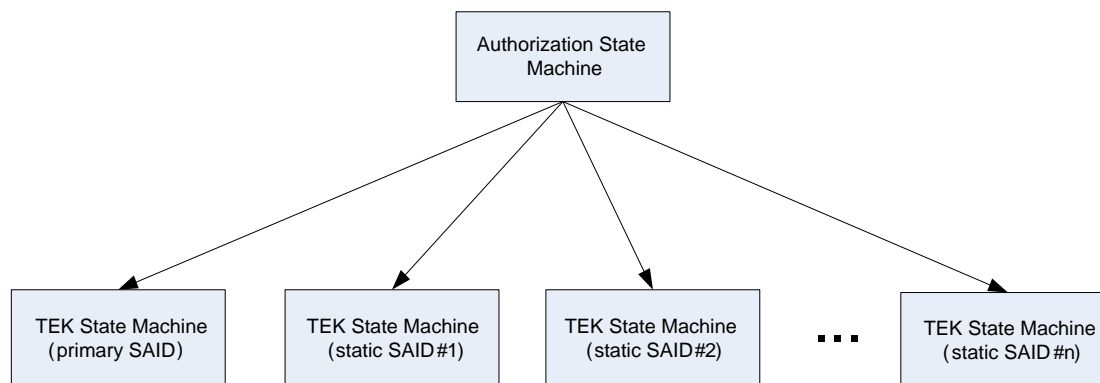 Authorization State
Machine
TEK State Machine
(primary SAID)
TEK State Machine
(static SAID#1)
TEK State Machine
(static SAID#2)
...
TEK State Machine
(static SAID#n)